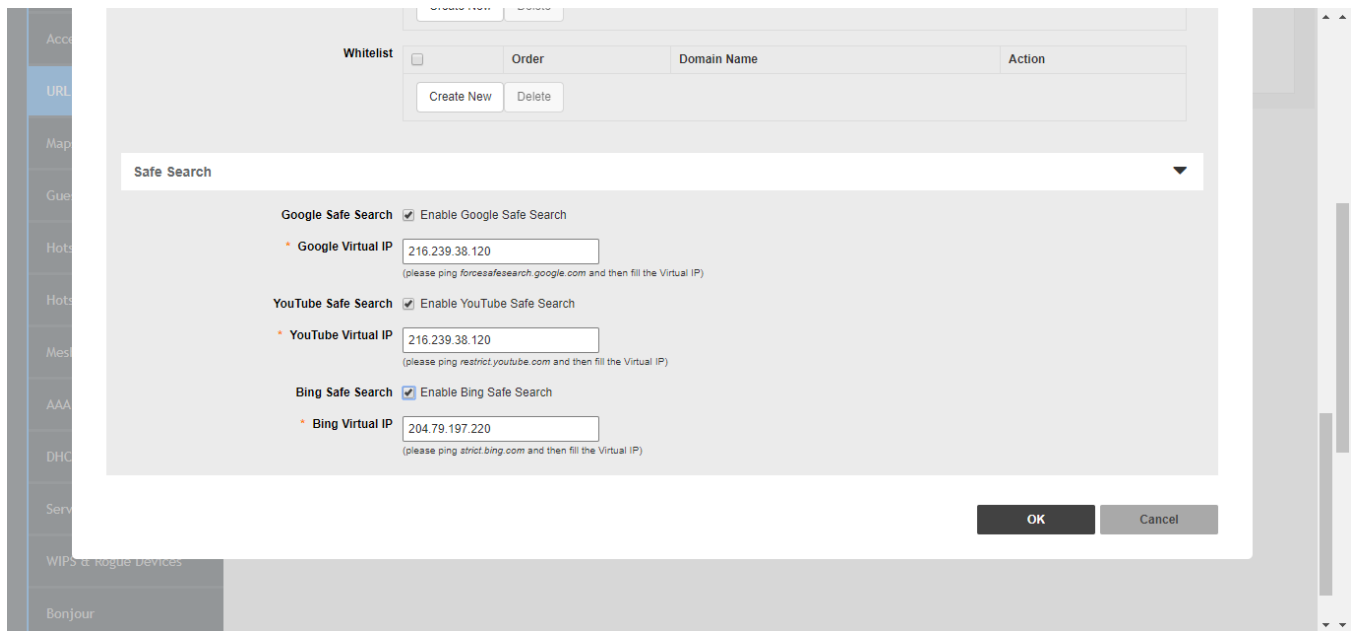 Whitelist
Order Domain Name Action
Create New Delete
Safe Search
Google Safe Search Enable Google Safe Search
* Google Virtual IP 216.239.38.120
(please ping forcesafesearch.google.com and then fill the Virtual IP)
YouTube Safe Search Enable YouTube Safe Search
* YouTube Virtual IP 216.239.38.120
(please ping restrict.youtube.com and then fill the Virtual IP)
Bing Safe Search Enable Bing Safe Search
* Bing Virtual IP 204.79.197.220
(please ping strict.bing.com and then fill the Virtual IP)
OK Cancel
URL
AAA
WIPS & Rogue Devices
Bonjour